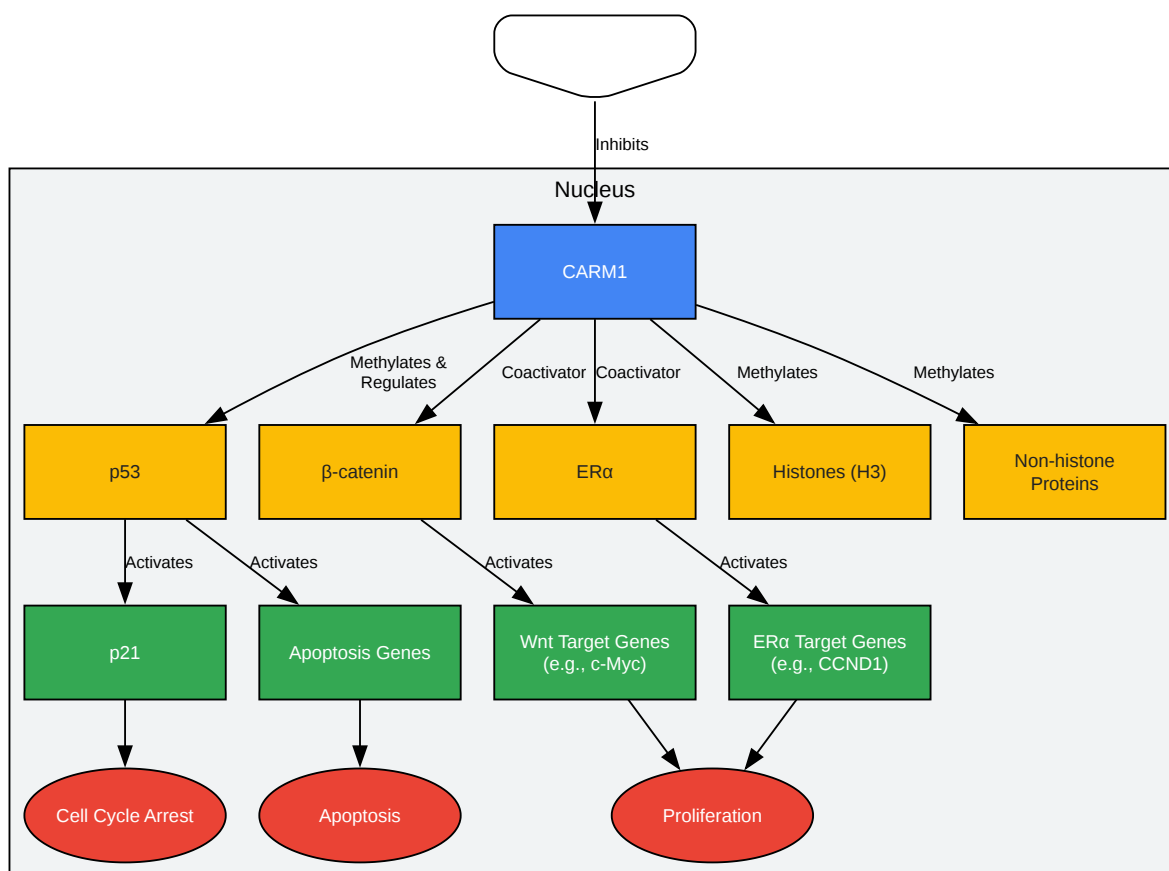 Inhibits
Nucleus
CARM1
Methylates &
Regulates
Coactivator
Coactivator
Methylates
Methylates
p53
β-catenin
ERα
Histones (H3)
Non-histone
Proteins
Activates
Activates
Activates
Activates
p21
Apoptosis Genes
Wnt Target Genes
(e.g., c-Myc)
ERα Target Genes
(e.g., CCND1)
Cell Cycle Arrest
Apoptosis
Proliferation